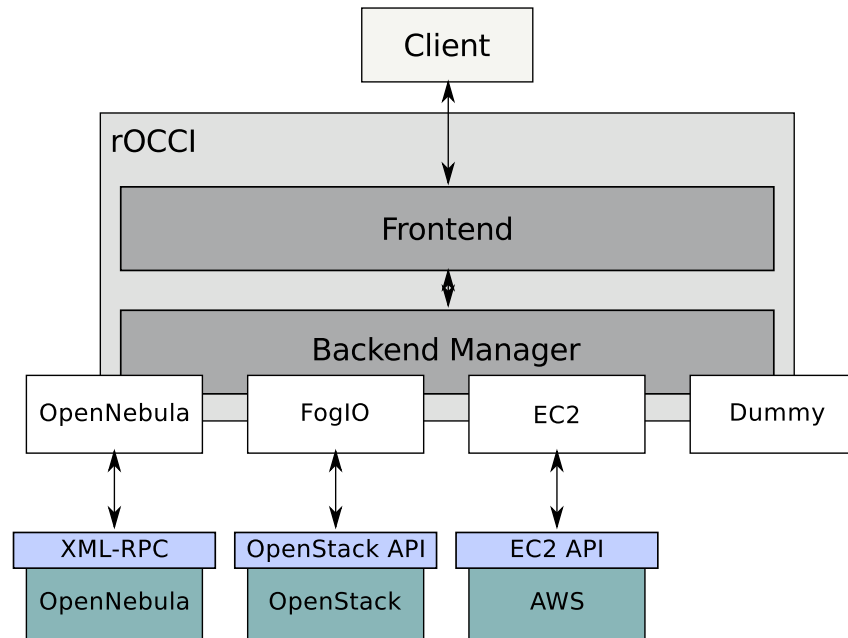 Client
rOCCI
Frontend
Backend Manager
OpenNebula
FogIO
EC2
Dummy
XML-RPC
OpenStack API
EC2 API
OpenNebula
OpenStack
AWS